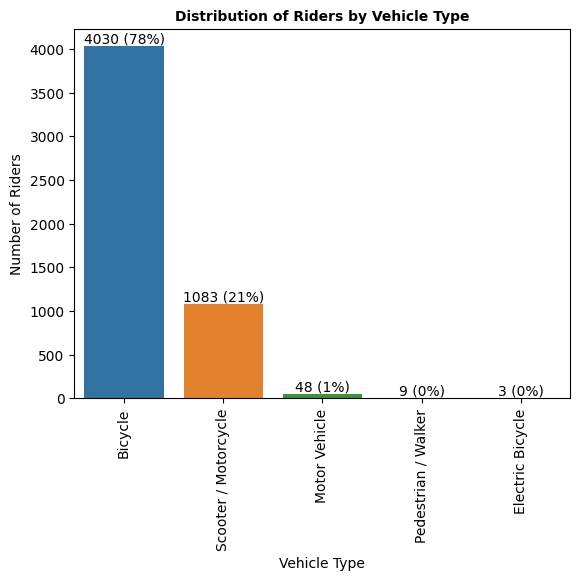 Distribution of Riders by Vehicle Type
Number of Riders
4000
3500
3000
2500
2000
1500
1000
500
0
4030 (78%)
1083 (21%)
48 (1%)
9 (0%)
3 (0%)
Bicycle
Scooter / Motorcycle
Motor Vehicle
Pedestrian / Walker
Electric Bicycle
Vehicle Type